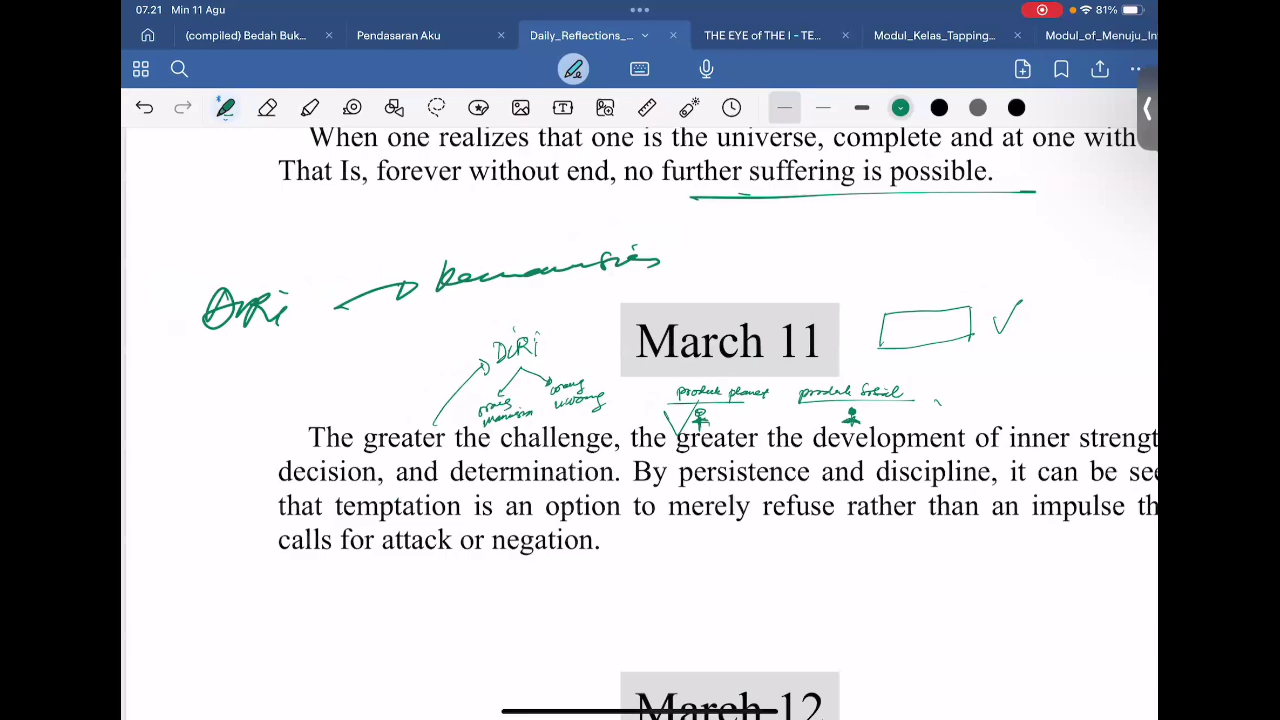 07.21 Min 11 Agu
81%
(compiled) Bedah Buk...
Pendasaran Aku
Daily_Reflections_...
THE EYE of THE I - TE...
Modul_Kelas_Tapping...
Modul_of_Menuju_In
When one realizes that one is the universe, complete and at one with
That Is, forever without end, no further suffering is possible.
DiRi
March 11
DiRi
orang
orang
produk planet
produk
The greater the challenge, the greater the development of inner strengt
decision, and determination. By persistence and discipline, it can be see
that temptation is an option to merely refuse rather than an impulse th
calls for attack or negation.
March 12